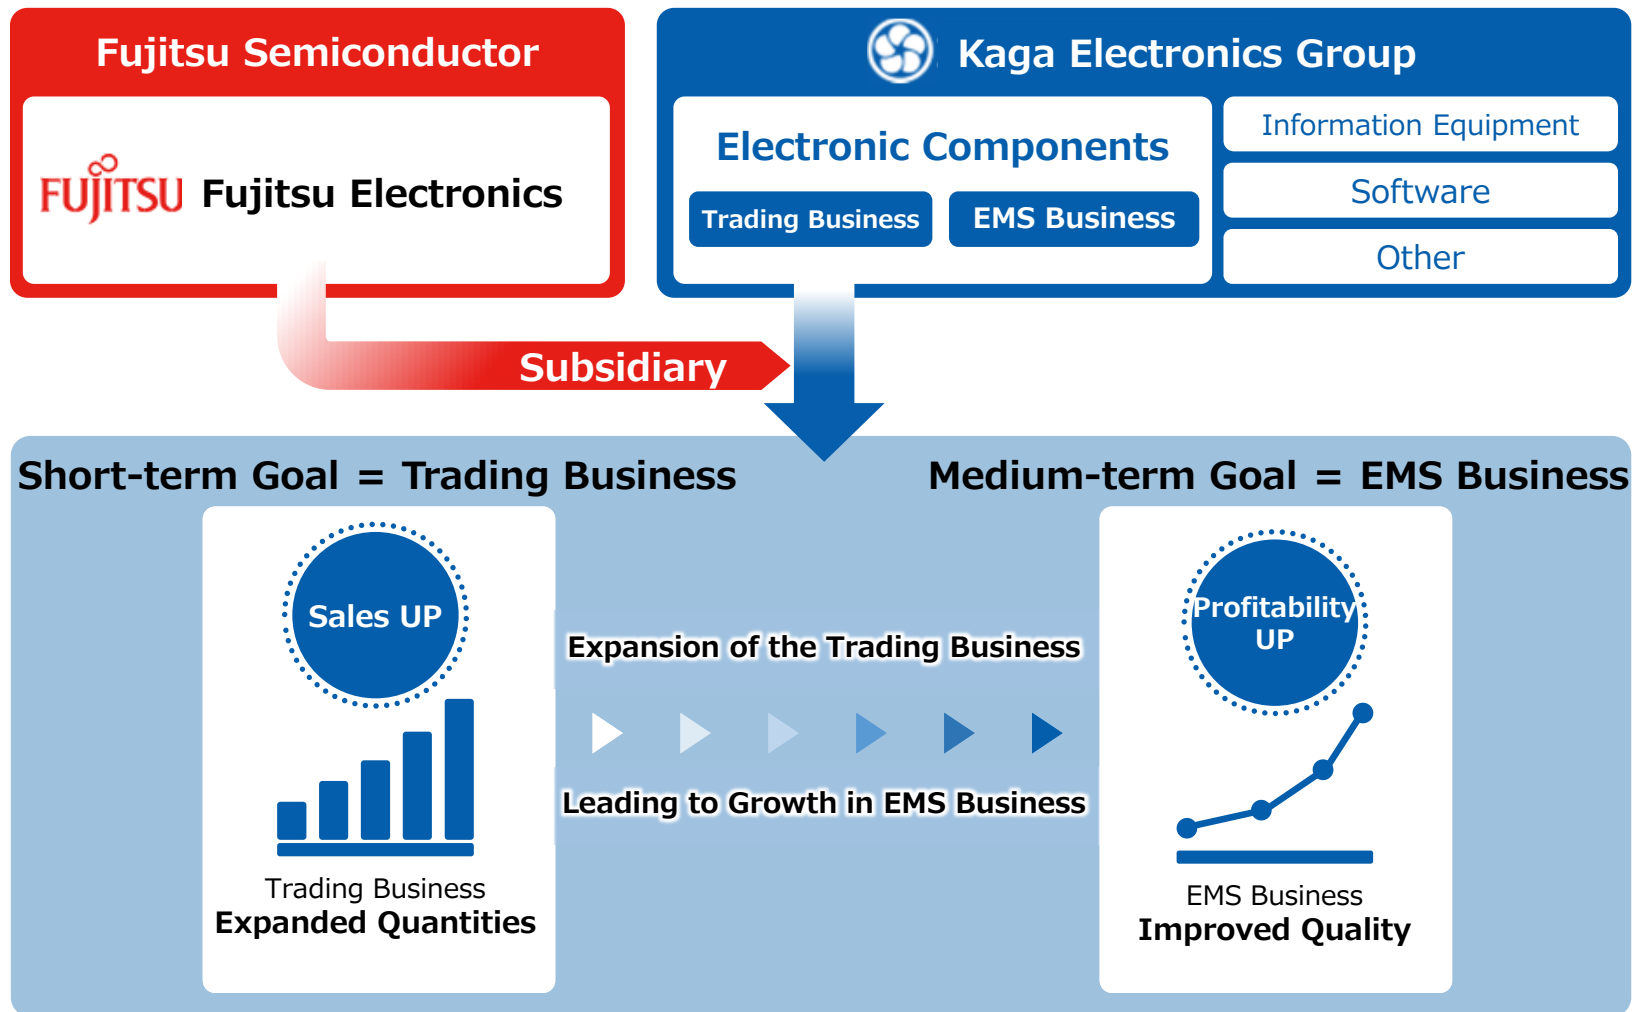 Fujitsu Semiconductor
FUJITSU Fujitsu Electronics
Kaga Electronics Group
Electronic Components
Trading Business
EMS Business
Information Equipment
Software
Other
Subsidiary
Short-term Goal = Trading Business
Medium-term Goal = EMS Business
Sales UP
Trading Business
Expanded Quantities
Expansion of the Trading Business
Leading to Growth in EMS Business
Profitability
UP
EMS Business
Improved Quality